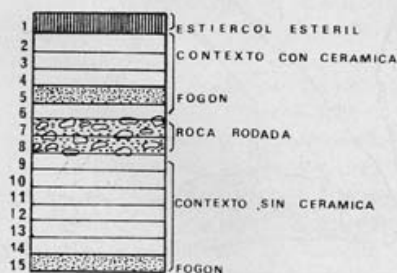 1 ESTIERCOL ESTERIL
2
3 CONTEXTO CON CERAMICA
4
5 FOGON
6
7 ROCA RODADA
8
9
10
11 CONTEXTO SIN CERAMICA
12
13
14
15 FOGON